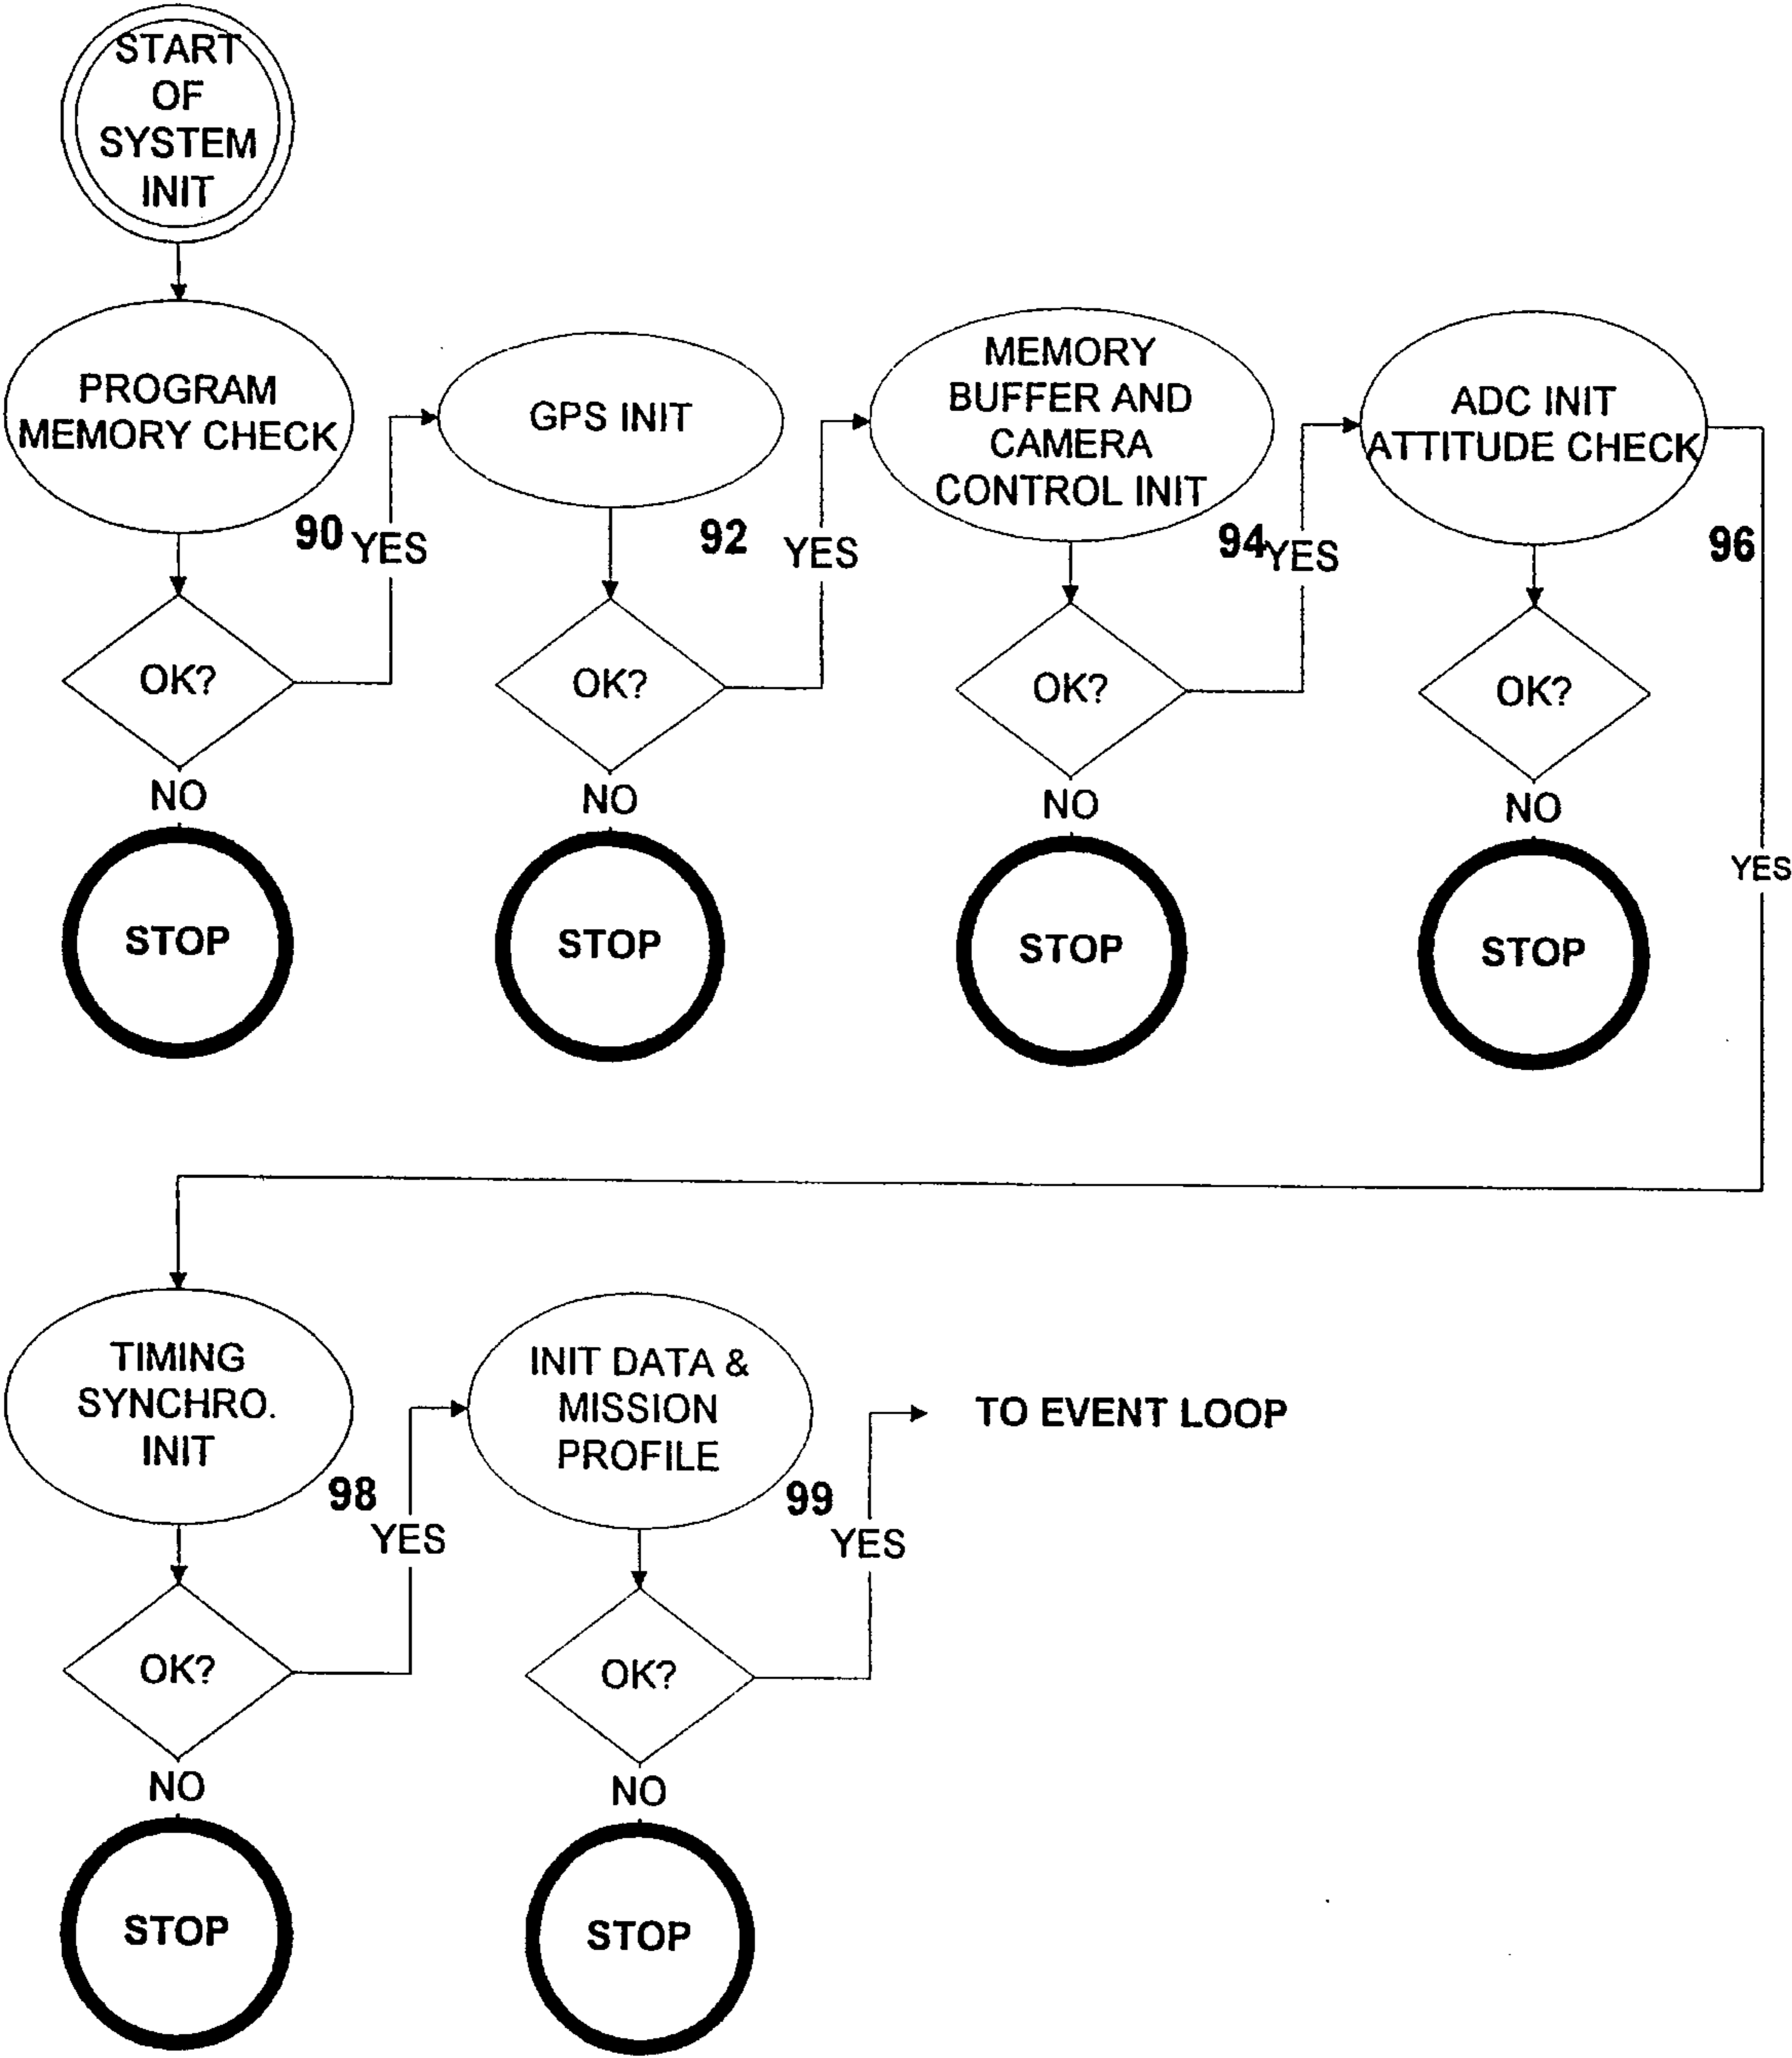 START
OF
SYSTEM
INIT
PROGRAM
MEMORY CHECK
90
YES
OK?
NO
STOP
GPS INIT
92
YES
OK?
NO
STOP
MEMORY
BUFFER AND
CAMERA
CONTROL INIT
94
YES
OK?
NO
STOP
ADC INIT
ATTITUDE CHECK
96
OK?
NO
STOP
YES
TIMING
SYNCHRO.
INIT
98
YES
OK?
NO
STOP
INIT DATA &
MISSION
PROFILE
99
YES
OK?
NO
STOP
TO EVENT LOOP